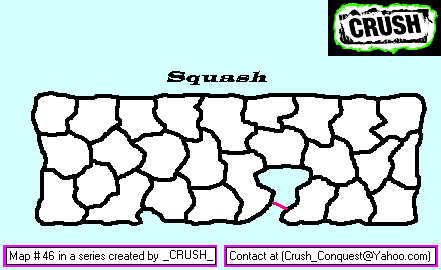 CRUSH
Squash
Map # 46 in a series created by _CRUSH_
Contact at (Crush_Conquest@Yahoo.com)